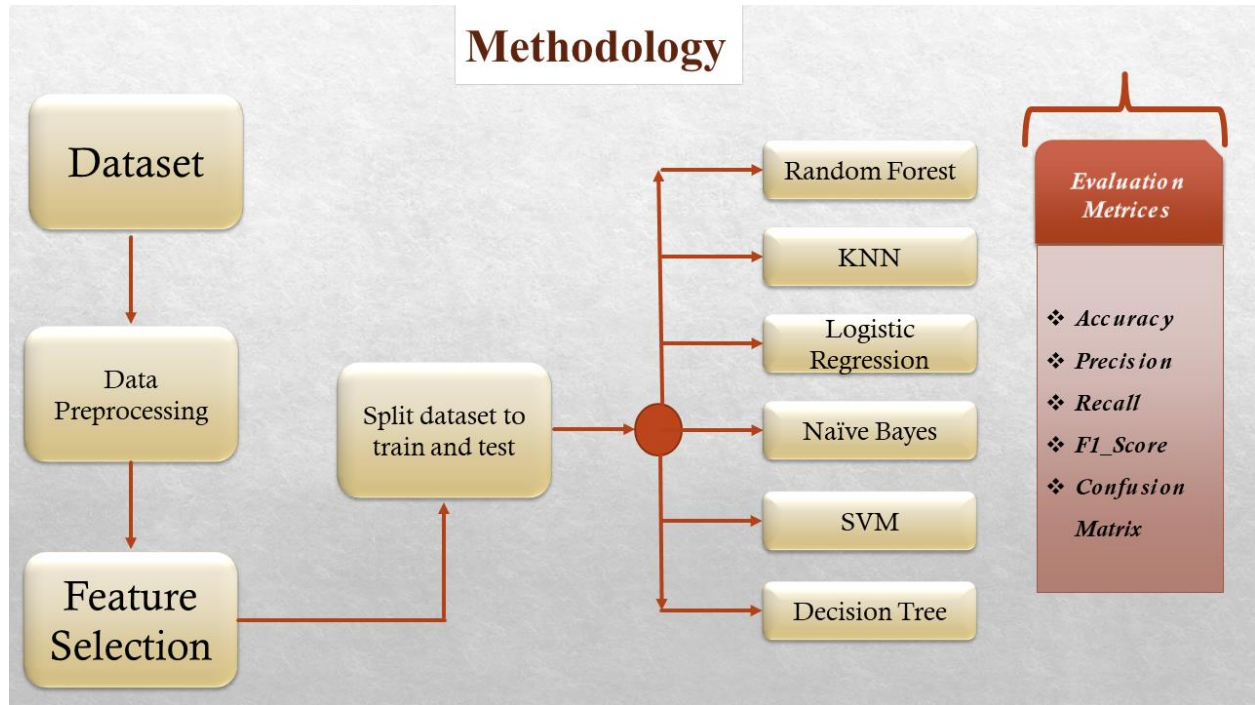 Methodology
Dataset
Data
Preprocessing
Feature
Selection
Split dataset to
train and test
Random Forest
KNN
Logistic
Regression
Naïve Bayes
SVM
Decision Tree
Evaluation
Metrices
❖ Accuracy
❖ Precision
❖ Recall
❖ F1_Score
❖ Confusion
Matrix